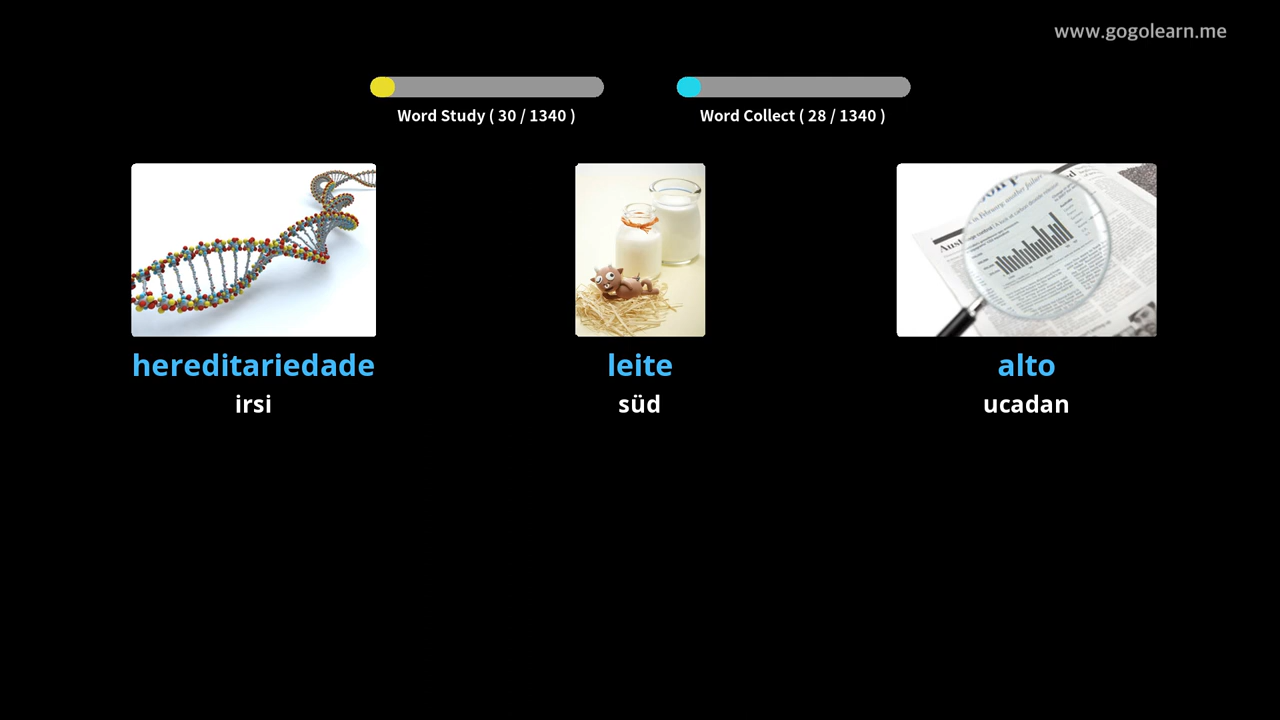 www.gogolearn.me
Word Study ( 30 / 1340 )
Word Collect ( 28 / 1340 )
hereditariedade
leite
alto
irsi
süd
ucadan